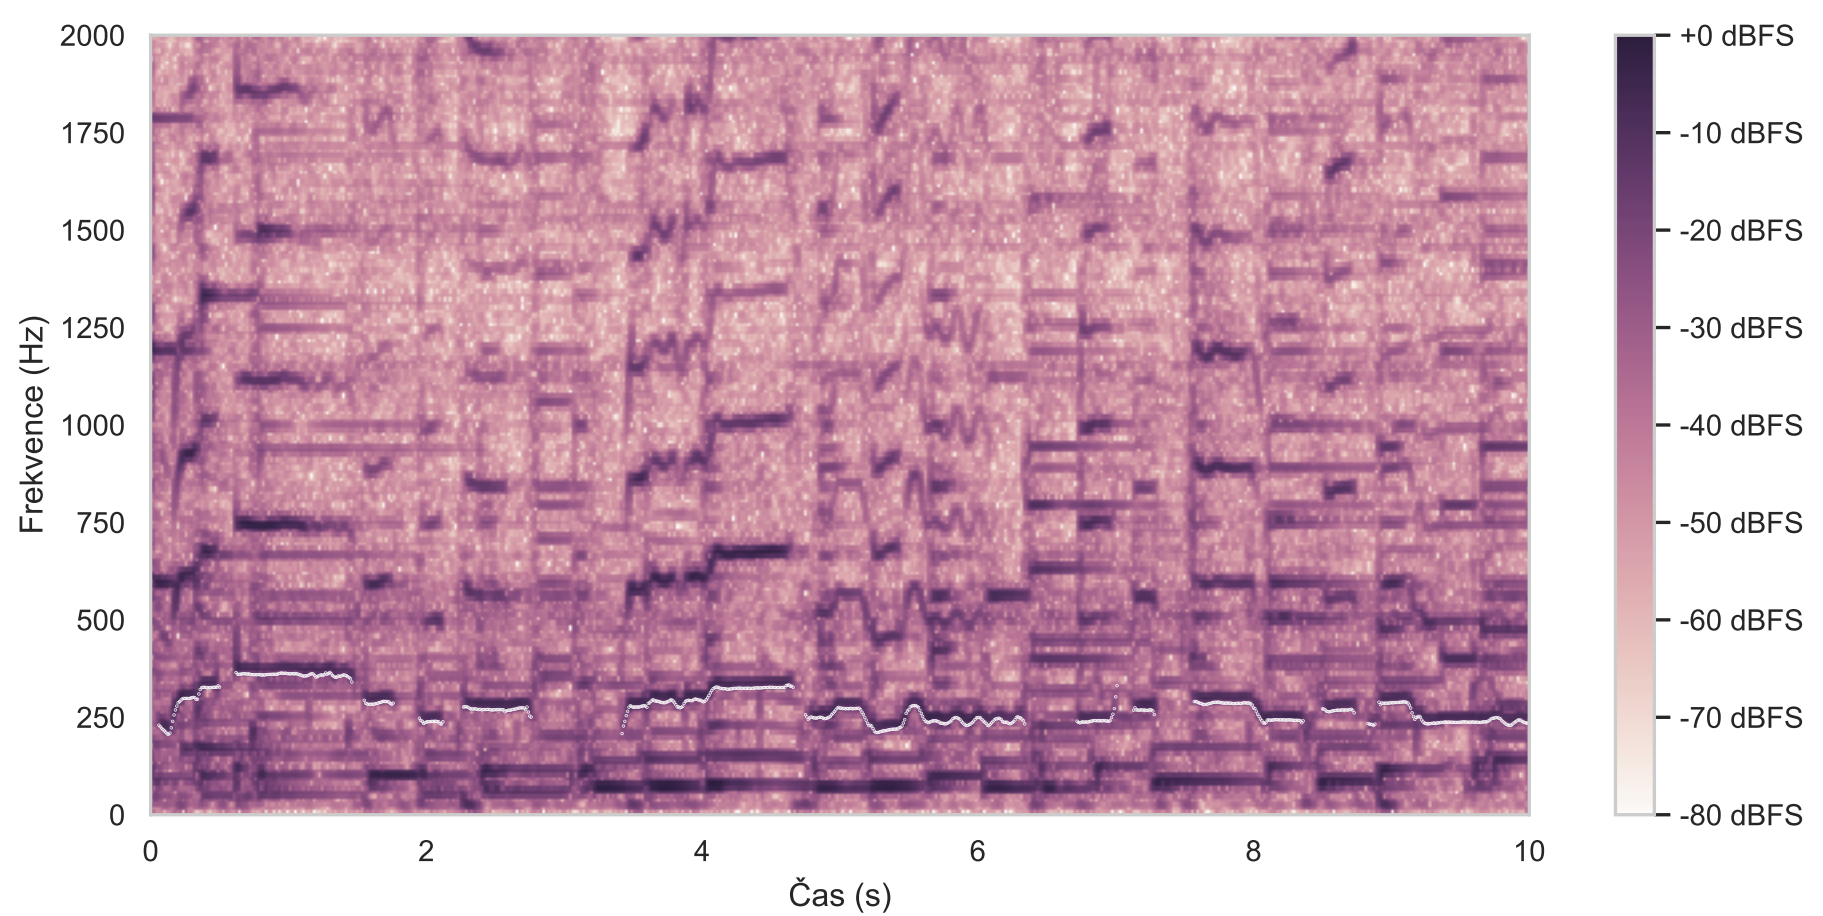 Frekvence (Hz)
2000
1750
1500
1250
1000
750
500
250
0
0 2 4 6 8 10
Čas (s)
+0 dBFS
-10 dBFS
-20 dBFS
-30 dBFS
-40 dBFS
-50 dBFS
-60 dBFS
-70 dBFS
-80 dBFS